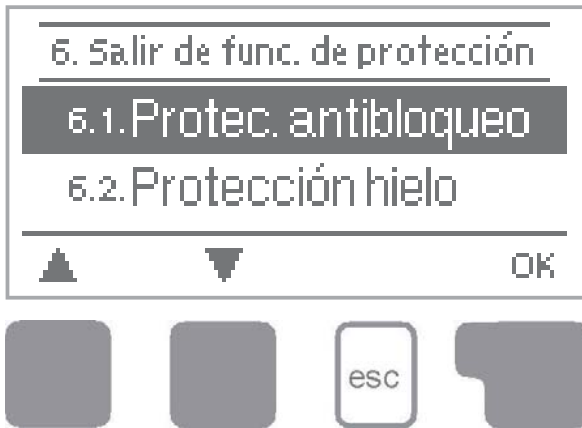 6. Salir de func. de protección
6.1.Protec. antibloqueo
6.2.Protección hielo
OK
esc